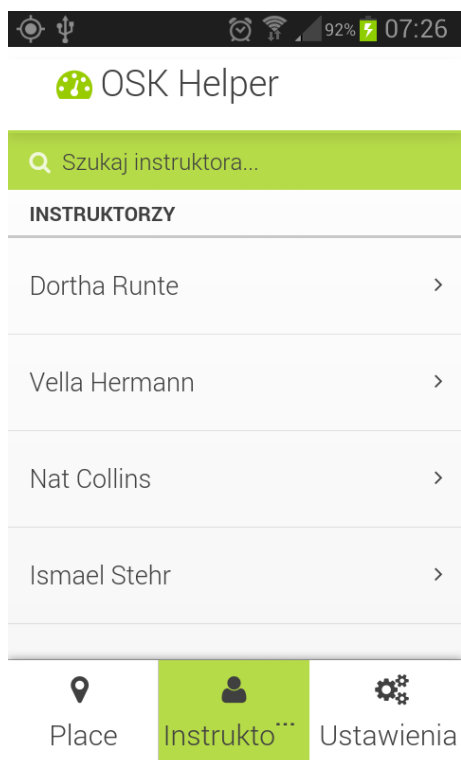 92% 07:26
OSK Helper
Szukaj instruktora...
INSTRUKTORZY
Dortha Runte
Vella Hermann
Nat Collins
Ismael Stehr
Place Instrukto... Ustawienia